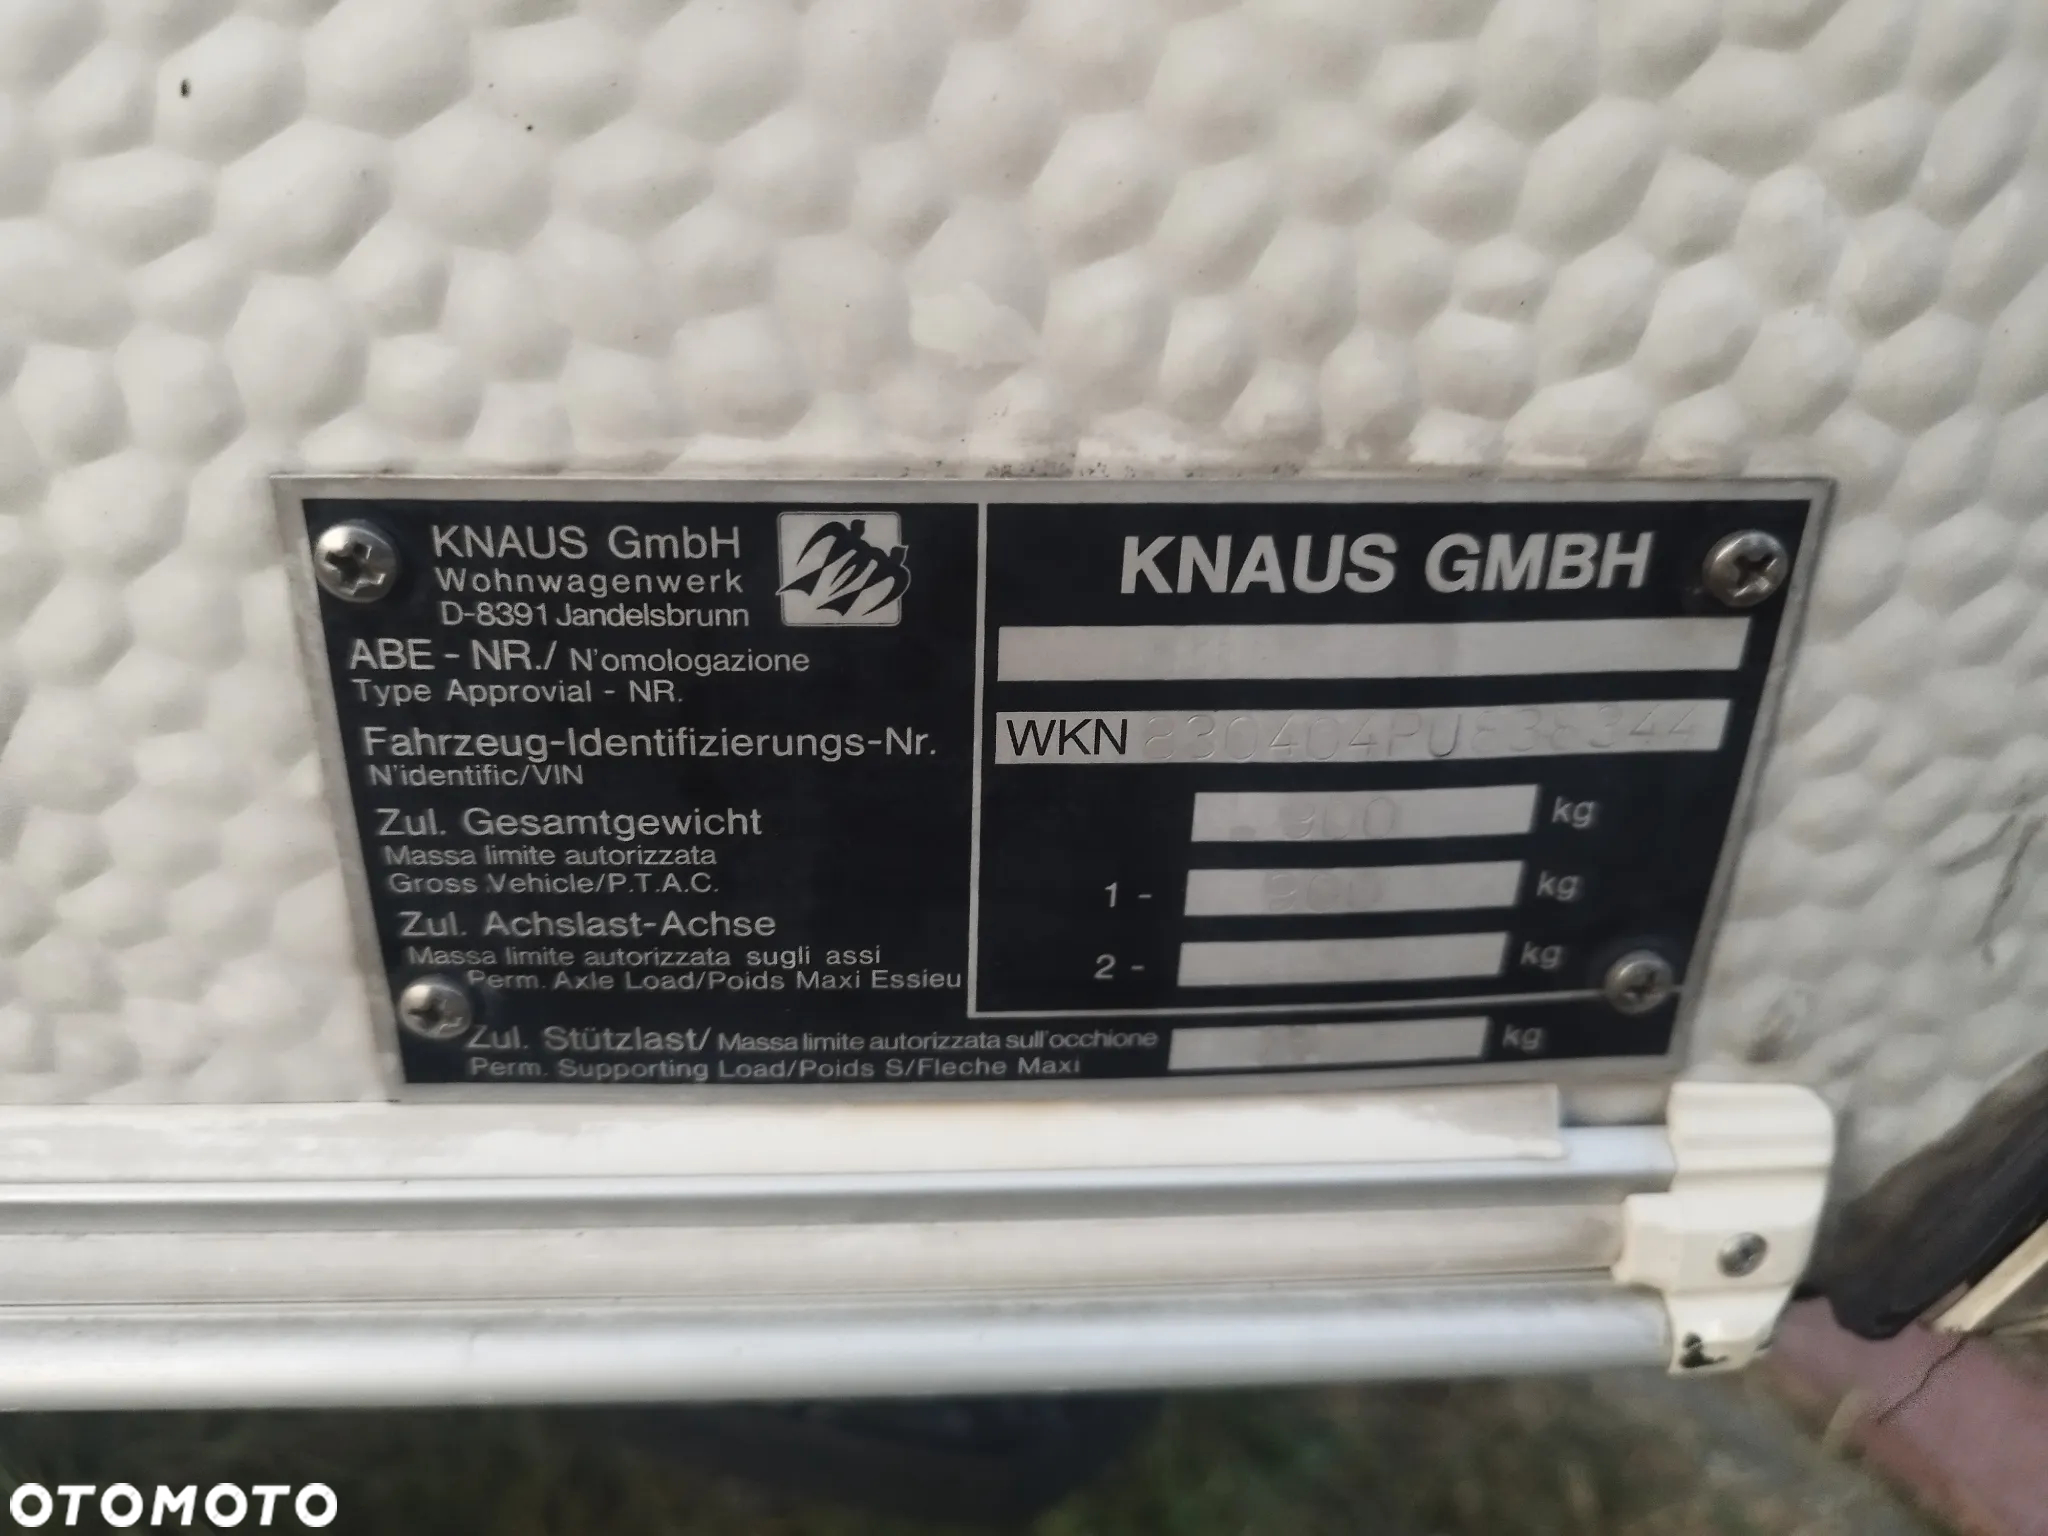 KNAUS GmbH
Wohnwagenwerk
D-8391 Jandelsbrunn
ABE - NR./ N'omologazione
Type Approvial - NR.
Fahrzeug-Identifizierungs-Nr.
N'identific/VIN
Zul. Gesamtgewicht
Massa limite autorizzata
Gross Vehicle/P.T.A.C.
Zul. Achslast-Achse
Massa limite autorizzata sugli assi
Perm. Axle Load/Poids Maxi Essieu
Zul. Stützlast/ Massa limite autorizzata sull'occhione kg
Perm. Supporting Load/Poids S/Fleche Maxi
KNAUS GMBH
WKN
900 kg
1 - 900 kg
2 - kg
OTOMOTO